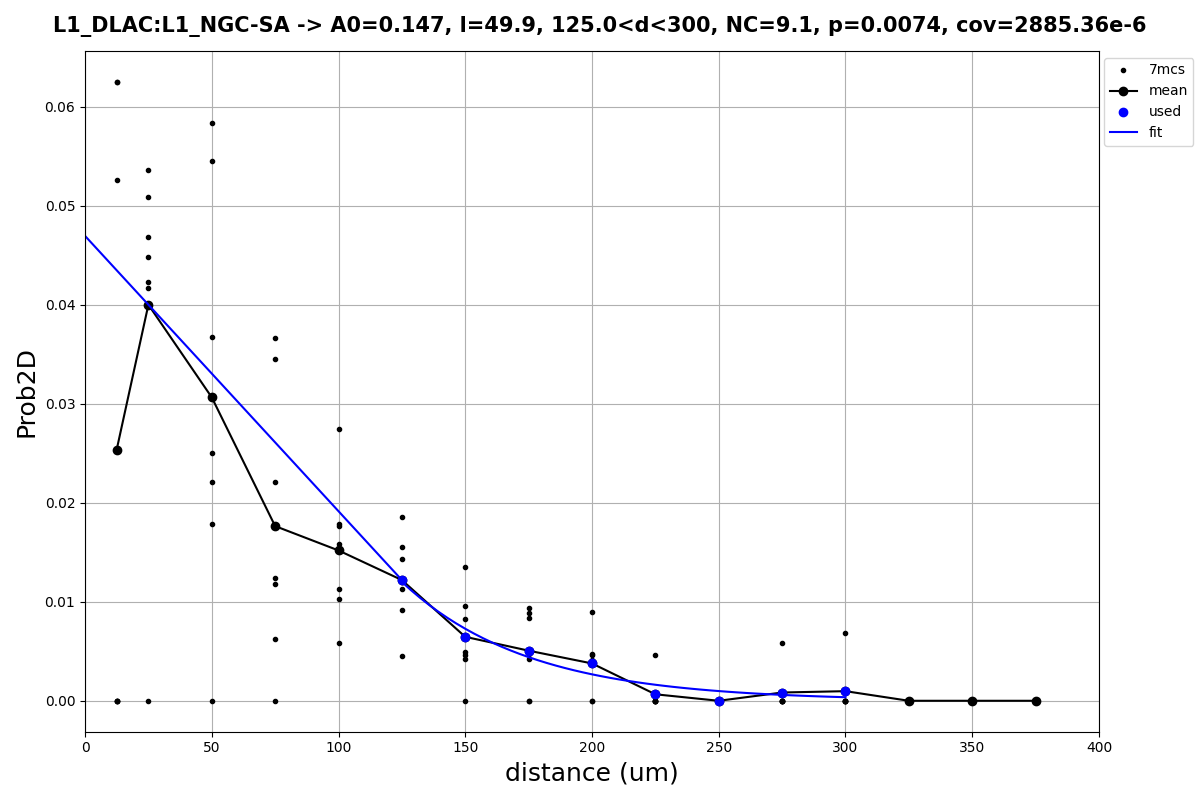 L1_DLAC:L1_NGC-SA -> A0=0.147, l=49.9, 125.0<d<300, NC=9.1, p=0.0074, cov=2885.36e-6
7mcs
mean
used
fit
0.06
0.05
0.04
0.03
0.02
0.01
0.00
Prob2D
0
50
100
150
200
250
300
350
400
distance (um)